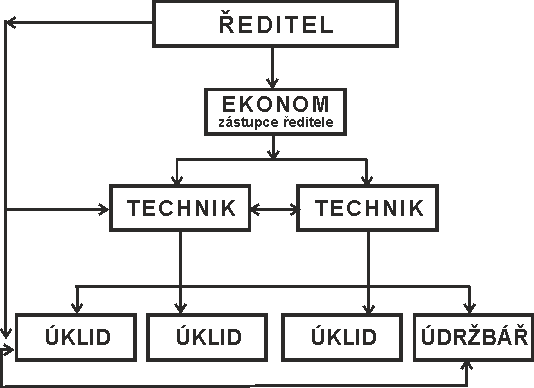 ŘEDITEL
EKONOM
zástupce ředitele
TECHNIK
TECHNIK
ÚKLID
ÚKLID
ÚKLID
ÚDRŽBÁŘ